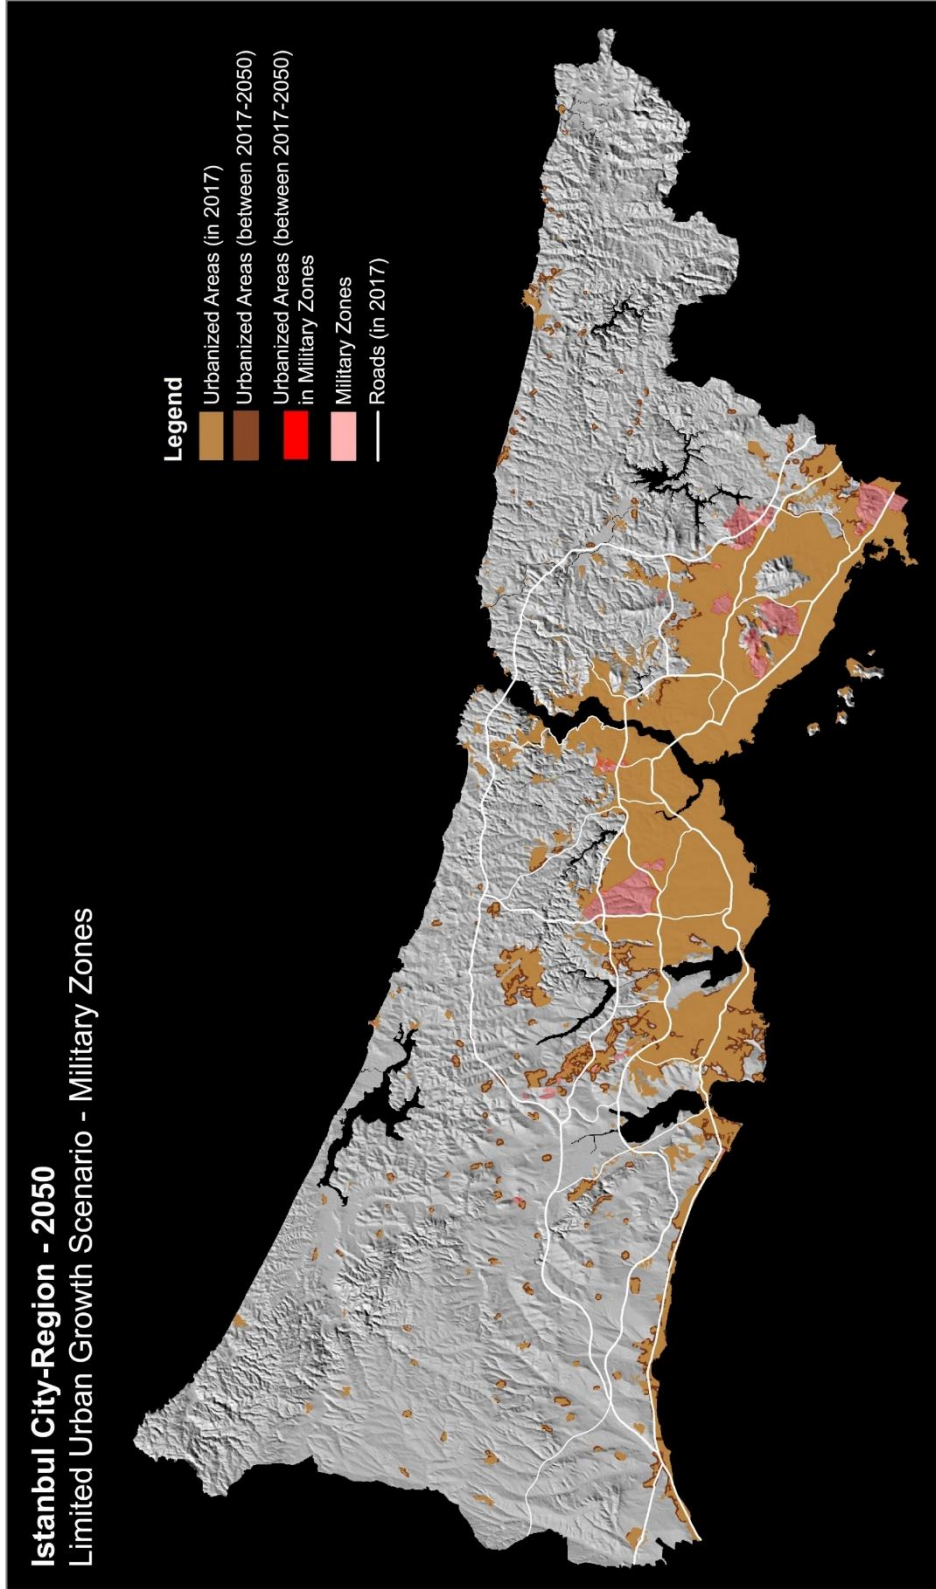 Istanbul City-Region - 2050
Limited Urban Growth Scenario - Military Zones
Legend
Urbanized Areas (in 2017)
Urbanized Areas (between 2017-2050)
Urbanized Areas (between 2017-2050)
in Military Zones
Military Zones
Roads (in 2017)